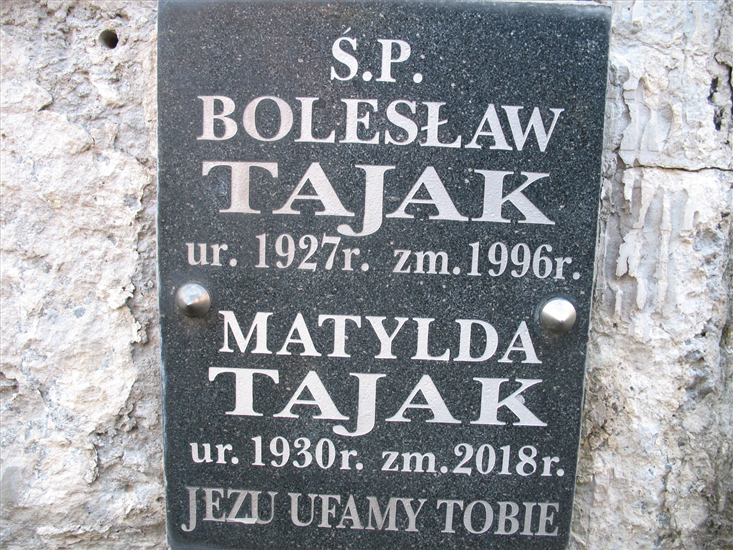 Ś.P.
BOLESŁAW
TAJAK
ur. 1927r. zm.1996r.
MATYLDA
TAJAK
ur. 1930r. zm.2018r.
JEZU UFAMY TOBIE